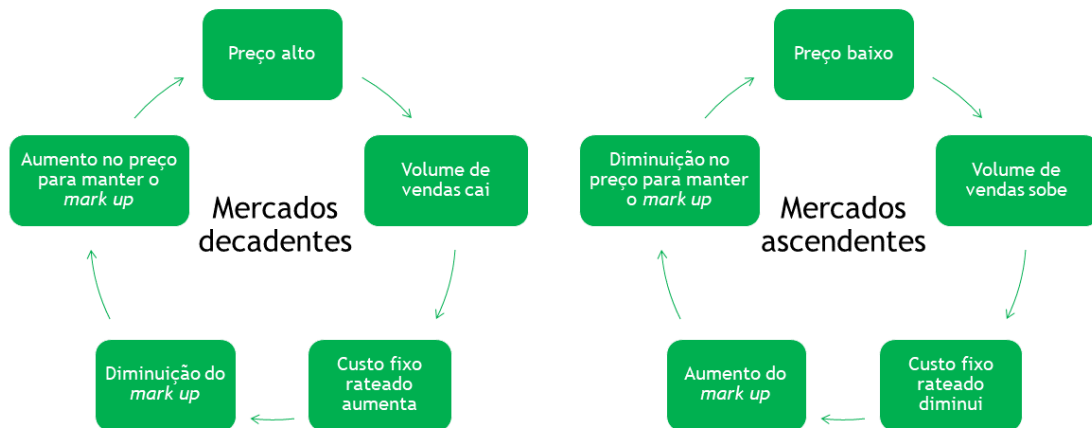 Preço alto
Volume de
vendas cai
Custo fixo
rateado
aumenta
Diminuição do
mark up
Aumento no preço
para manter o
mark up
Mercados
decadentes
Preço baixo
Volume de
vendas sobe
Custo fixo
rateado
diminui
Aumento do
mark up
Diminuição no
preço para manter
o mark up
Mercados
ascendentes